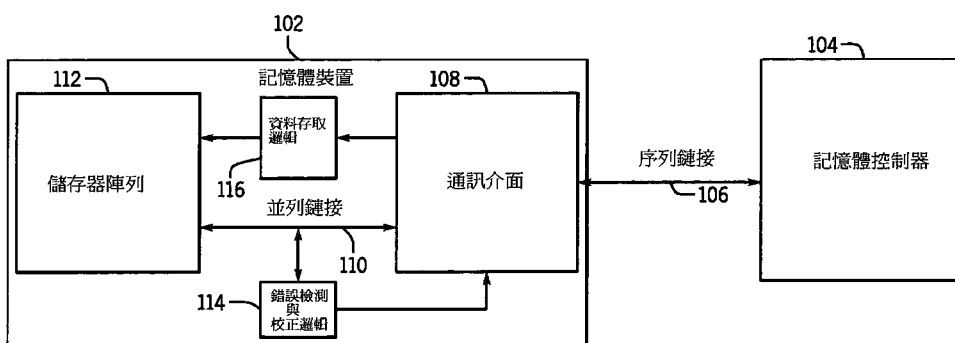 102
104
記憶體裝置
112
108
資料存取
邏輯
116
儲存器陣列
通訊介面
序列鏈接
106
記憶體控制器
並列鏈接
110
114
錯誤檢測
與
校正邏輯